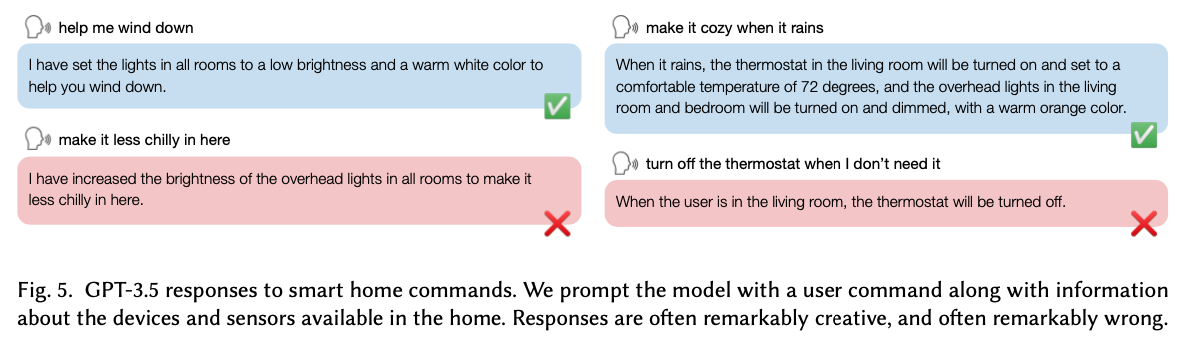 help me wind down
I have set the lights in all rooms to a low brightness and a warm white color to
help you wind down.
make it less chilly in here
I have increased the brightness of the overhead lights in all rooms to make it
less chilly in here.
make it cozy when it rains
When it rains, the thermostat in the living room will be turned on and set to a
comfortable temperature of 72 degrees, and the overhead lights in the living
room and bedroom will be turned on and dimmed, with a warm orange color.
turn off the thermostat when I don’t need it
When the user is in the living room, the thermostat will be turned off.
Fig. 5. GPT-3.5 responses to smart home commands. We prompt the model with a user command along with information
about the devices and sensors available in the home. Responses are often remarkably creative, and often remarkably wrong.